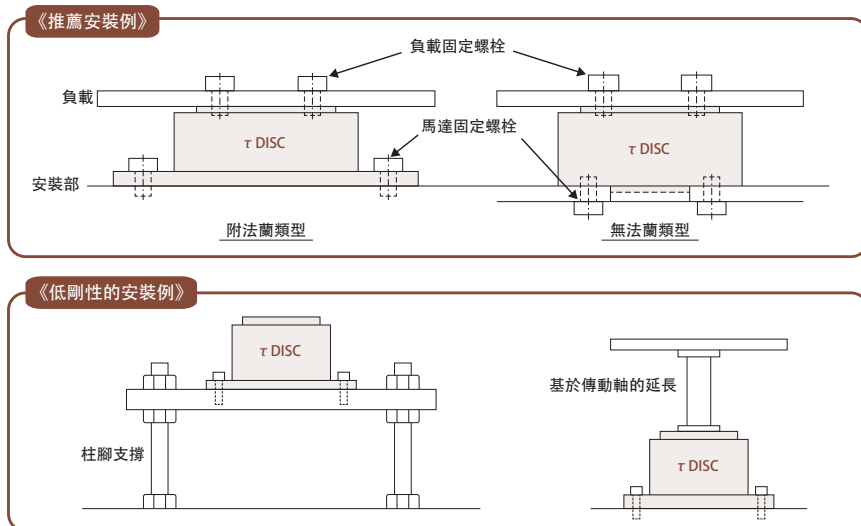 《推薦安裝例》
負載固定螺栓
負載
馬達固定螺栓
τ DISC
τ DISC
安裝部
附法蘭類型
無法蘭類型
《低剛性的安裝例》
τ DISC
基於傳動軸的延長
柱腳支撐
τ DISC